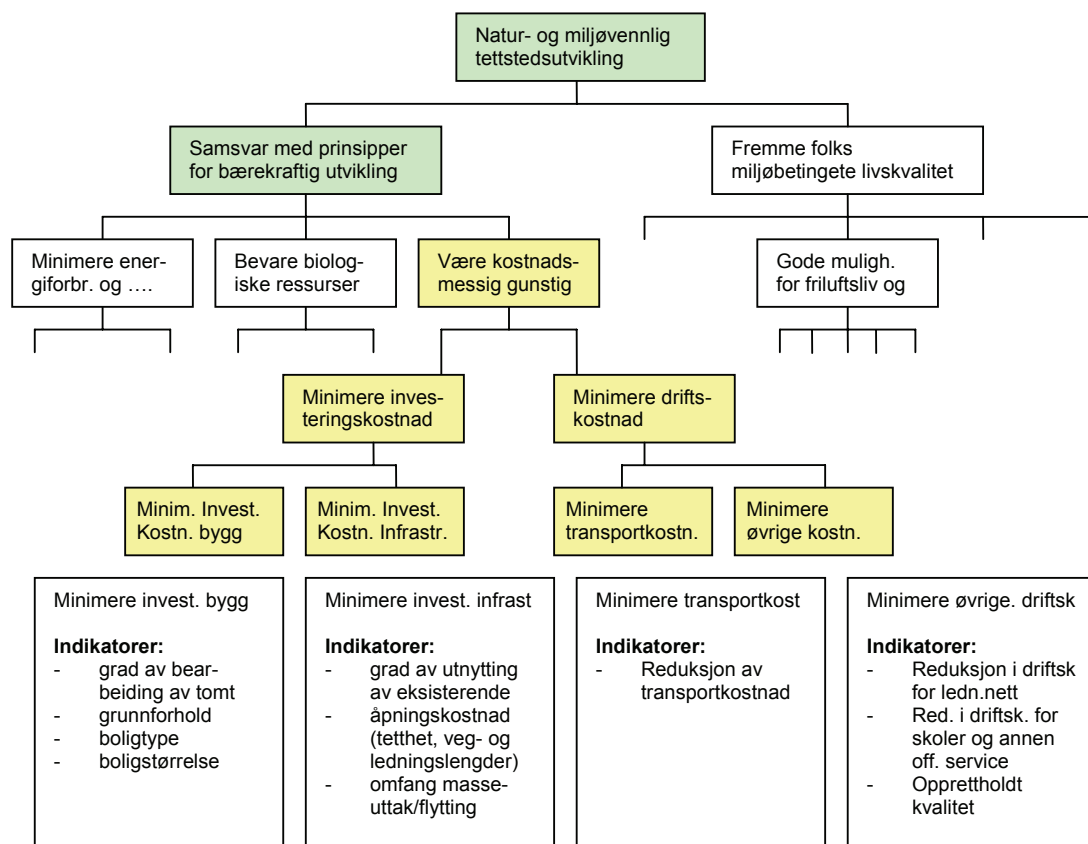 Natur- og miljøvennlig
tettstedsutvikling
Samsvar med prinsipper
for bærekraftig utvikling
Fremme folks
miljøbetingete livskvalitet
Minimere ener-
giforbr. og ….
Bevare biolog-
iske ressurser
Være kostnads-
messig gunstig
Gode muligh.
for friluftsliv og
Minimere inves-
teringskostnad
Minimere drifts-
kostnad
Minim. Invest.
Kostn. bygg
Minim. Invest.
Kostn. Infrastr.
Minimere
transportkostn.
Minimere
øvrige kostn.
Minimere invest. bygg
Indikatorer:
- grad av bear-
beiding av tomt
- grunnforhold
- boligtype
- boligstørrelse
Minimere invest. infrast
Indikatorer:
- grad av utnytting
av eksisterende
- åpningskostnad
(tetthet, veg- og
ledningslengder)
- omfang masse-
uttak/flytting
Minimere transportkost
Indikatorer:
- Reduksjon av
transportkostnad
Minimere øvrige. driftsk
Indikatorer:
- Reduksjon i driftsk
for ledn.nett
- Red. i driftsk. for
skoler og annen
off. service
- Opprettholdt
kvalitet